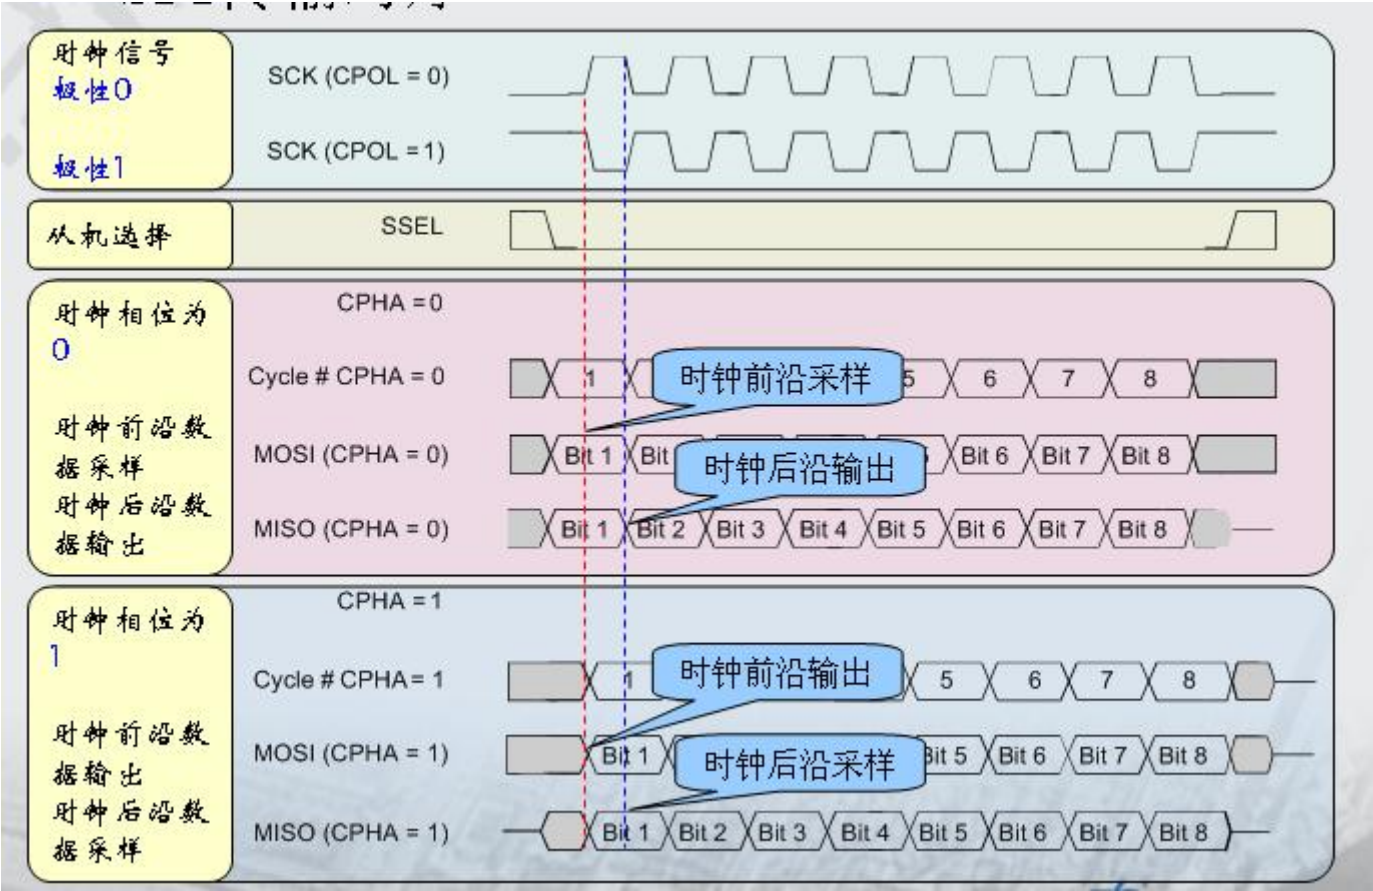 时钟信号
极性0
极性1
SCK (CPOL = 0)
SCK (CPOL = 1)
从机选择
SSEL
时钟相位为
0
时钟前沿数
据采样
时钟后沿数
据输出
CPHA = 0
Cycle # CPHA = 0
1
时钟前沿采样
5
6
7
8
MOSI (CPHA = 0)
Bit 1
Bit
时钟后沿输出
Bit 6
Bit 7
Bit 8
MISO (CPHA = 0)
Bit 1
Bit 2
Bit 3
Bit 4
Bit 5
Bit 6
Bit 7
Bit 8
时钟相位为
1
时钟前沿数
据输出
时钟后沿数
据采样
CPHA = 1
Cycle # CPHA = 1
1
时钟前沿输出
5
6
7
8
MOSI (CPHA = 1)
Bit 1
时钟后沿采样
Bit 5
Bit 6
Bit 7
Bit 8
MISO (CPHA = 1)
Bit 1
Bit 2
Bit 3
Bit 4
Bit 5
Bit 6
Bit 7
Bit 8